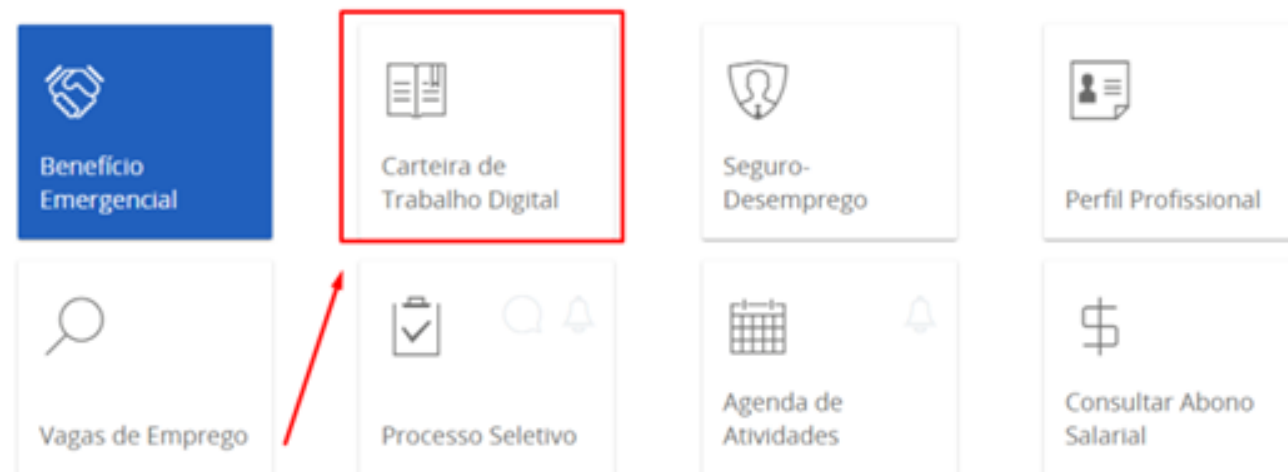 Benefício
Emergencial
Carteira de
Trabalho Digital
Seguro-
Desemprego
Perfil Profissional
Vagas de Emprego
Processo Seletivo
Agenda de
Atividades
Consultar Abono
Salarial